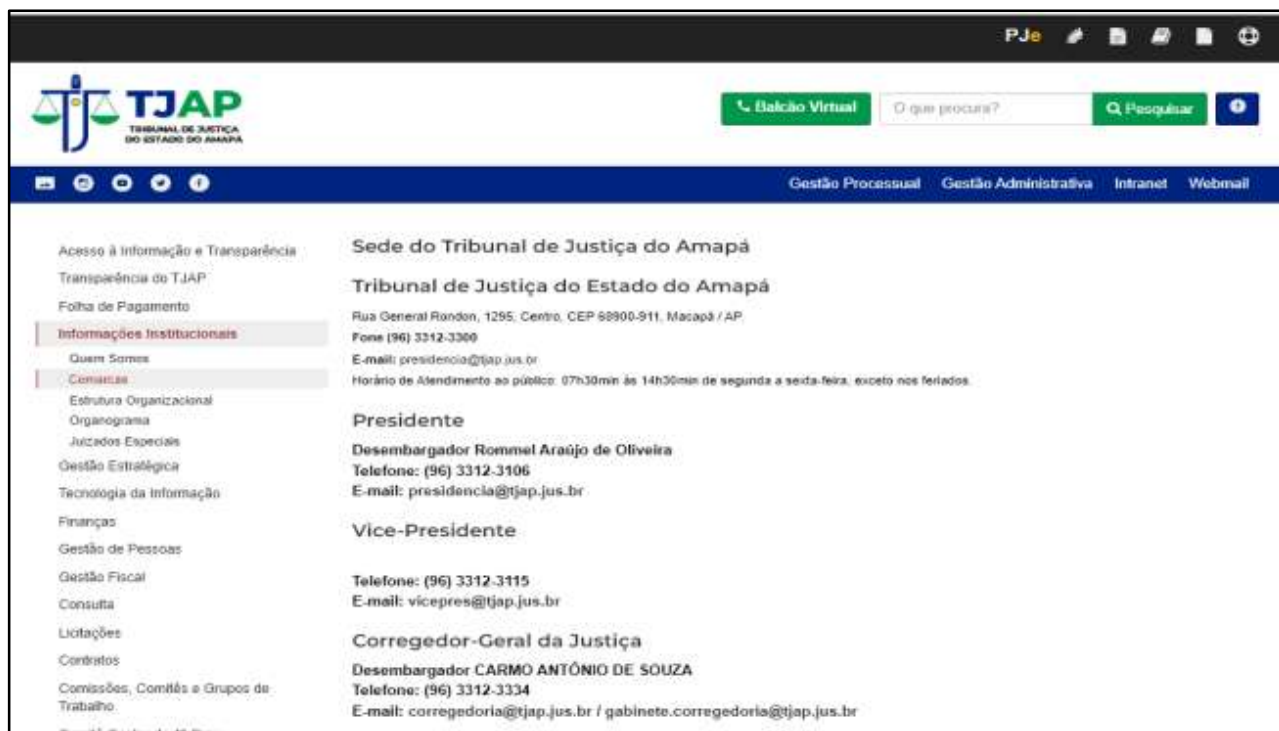 PJe
TJAP
TRIBUNAL DE JUSTIÇA
DO ESTADO DO AMAPÁ
Balcão Virtual
O que procura?
Pesquisar
Gestão Processual Gestão Administrativa Intranet Webmail
Acesso à Informação e Transparência
Transparência do TJAP
Folha de Pagamento
Informações Institucionais
Quem Somos
Comarcas
Estrutura Organizacional
Organograma
Juizados Especiais
Gestão Estratégica
Tecnologia da Informação
Finanças
Gestão de Pessoas
Gestão Fiscal
Consulta
Licitações
Contratos
Comissões, Comitês e Grupos de
Trabalho
Sede do Tribunal de Justiça do Amapá
Tribunal de Justiça do Estado do Amapá
Rua General Rondon, 1295, Centro, CEP 68900-911, Macapá / AP
Fone (96) 3312-3300
E-mail: presidencia@tjap.jus.br
Horário de Atendimento ao público: 07h30min às 14h30min de segunda a sexta-feira, exceto nos feriados.
Presidente
Desembargador Rommel Araújo de Oliveira
Telefone: (96) 3312-3106
E-mail: presidencia@tjap.jus.br
Vice-Presidente
Telefone: (96) 3312-3115
E-mail: vicepres@tjap.jus.br
Corregedor-Geral da Justiça
Desembargador CARMO ANTÔNIO DE SOUZA
Telefone: (96) 3312-3334
E-mail: corregedoria@tjap.jus.br / gabinete.corregedoria@tjap.jus.br